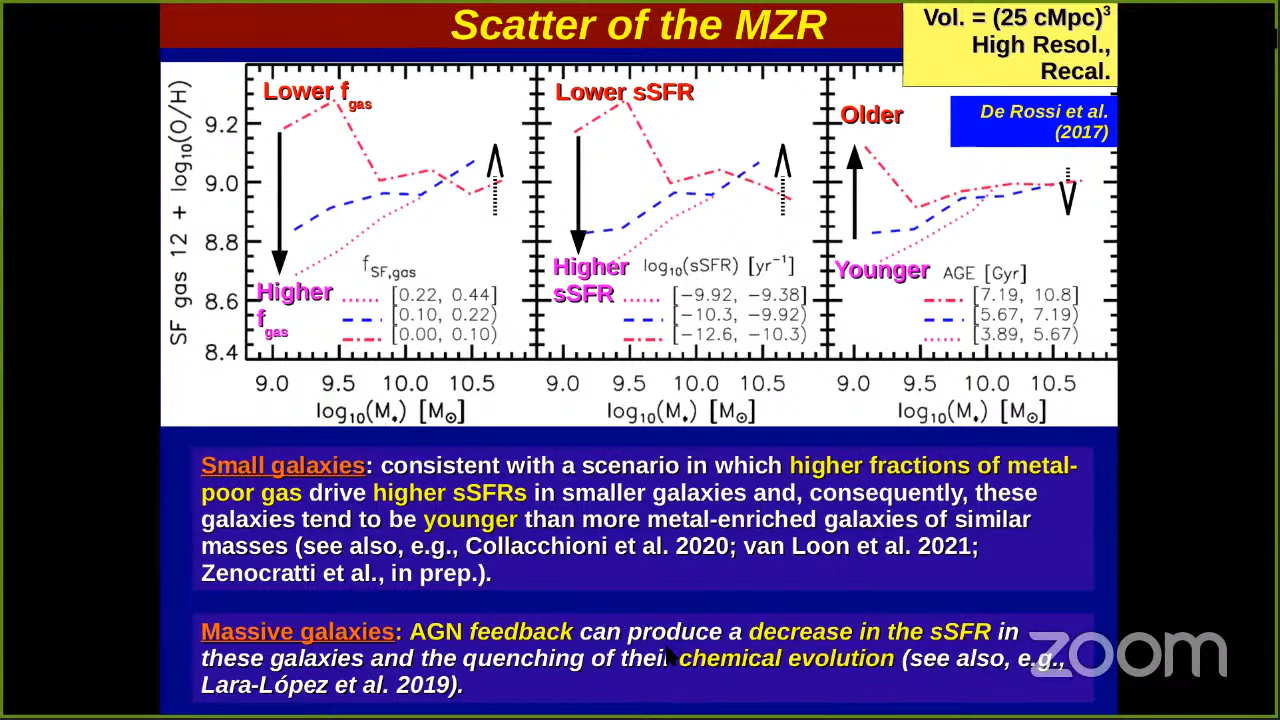 Scatter of the MZR
Vol. = (25 cMpc)³
High Resol.,
Recal.
De Rossi et al.
(2017)
SF gas 12 + log₁₀(O/H)
9.2
9.0
8.8
8.6
8.4
Lower f gas
Higher
f gas
f SF,gas
[0.22, 0.44]
[0.10, 0.22)
[0.00, 0.10)
9.0 9.5 10.0 10.5
log₁₀(M⋆) [M⊙]
Lower sSFR
Higher
sSFR
log₁₀(sSFR) [yr⁻¹]
[−9.92, −9.38]
[−10.3, −9.92)
[−12.6, −10.3)
9.0 9.5 10.0 10.5
log₁₀(M⋆) [M⊙]
Older
Younger
AGE [Gyr]
[7.19, 10.8]
[5.67, 7.19)
[3.89, 5.67)
9.0 9.5 10.0 10.5
log₁₀(M⋆) [M⊙]
Small galaxies: consistent with a scenario in which higher fractions of metal-
poor gas drive higher sSFRs in smaller galaxies and, consequently, these
galaxies tend to be younger than more metal-enriched galaxies of similar
masses (see also, e.g., Collacchioni et al. 2020; van Loon et al. 2021;
Zenocratti et al., in prep.).
Massive galaxies: AGN feedback can produce a decrease in the sSFR in
these galaxies and the quenching of their chemical evolution (see also, e.g.,
Lara-López et al. 2019).
zoom